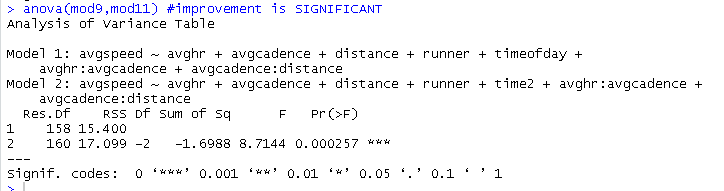 > anova(mod9,mod11) #improvement is SIGNIFICANT
Analysis of Variance Table

Model 1: avgspeed ~ avghr + avgcadence + distance + runner + timeofday +
    avghr:avgcadence + avgcadence:distance
Model 2: avgspeed ~ avghr + avgcadence + distance + runner + time2 + avghr:avgcadence +
    avgcadence:distance
  Res.Df    RSS Df Sum of Sq      F   Pr(>F)
1    158 15.400
2    160 17.099 -2   -1.6988 8.7144 0.000257 ***
---
Signif. codes:  0 ‘***’ 0.001 ‘**’ 0.01 ‘*’ 0.05 ‘.’ 0.1 ‘ ’ 1
>